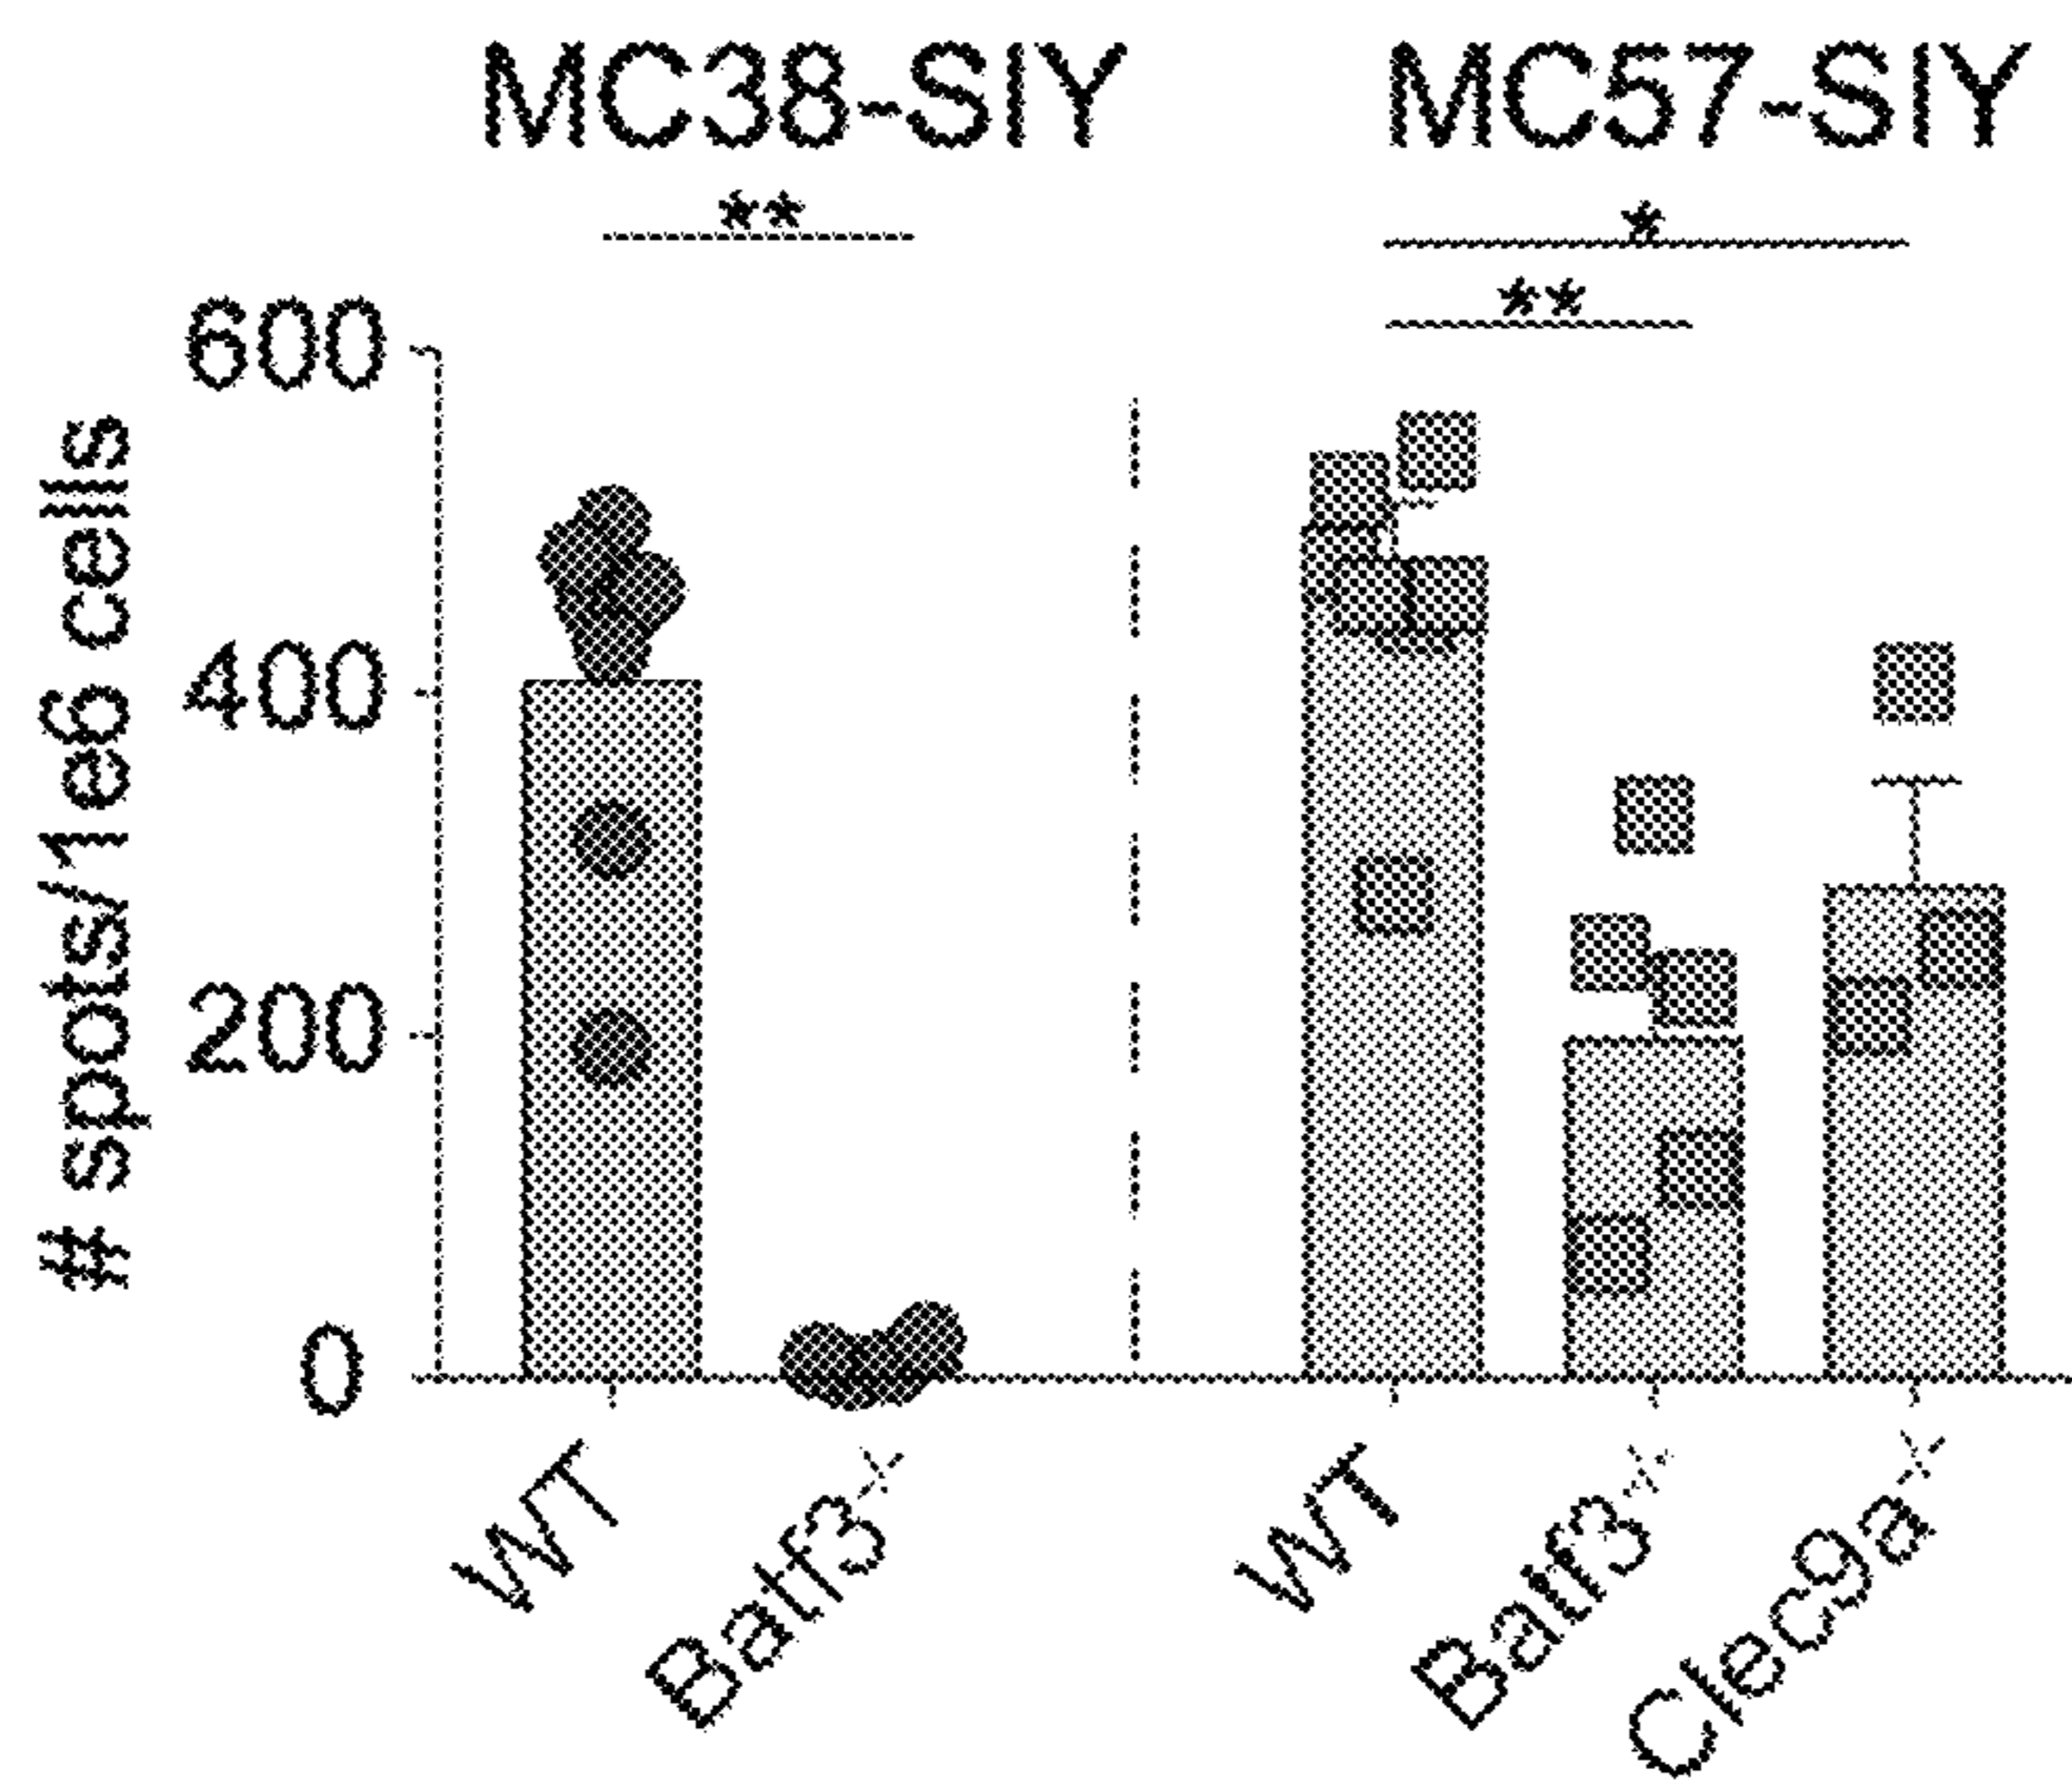 MC38-SIY MC57-SIY
** *
**
600
400
200
0
# spots/1e6 cells
WT Batf3-/- WT Batf3-/- Clec9a-/-